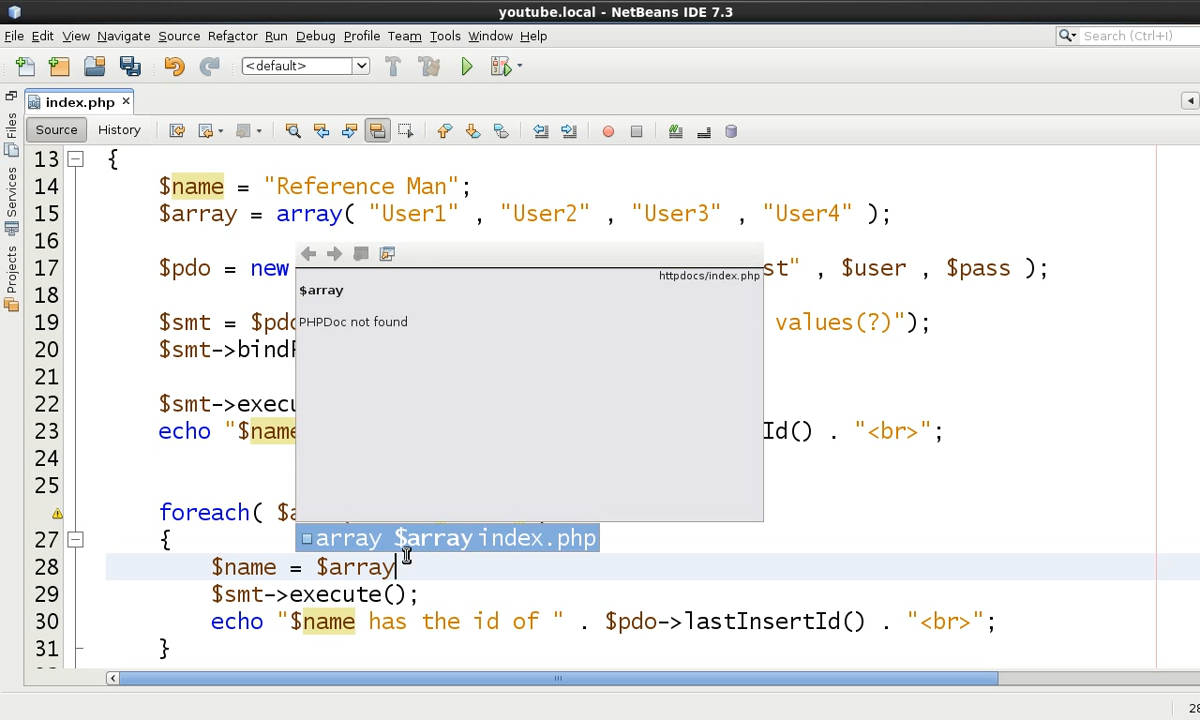 youtube.local - NetBeans IDE 7.3
File Edit View Navigate Source Refactor Run Debug Profile Team Tools Window Help
Search (Ctrl+I)
<default>
index.php
Source History
Files
Services
Projects
13 {
14 $name = "Reference Man";
15 $array = array( "User1" , "User2" , "User3" , "User4" );
16
17 $pdo = new st" , $user , $pass );
18
19 $smt = $pdo values(?)");
20 $smt->bind
21
22 $smt->execu
23 echo "$name Id() . "<br>";
24
25
foreach( $a
27 {
28 $name = $array
29 $smt->execute();
30 echo "$name has the id of " . $pdo->lastInsertId() . "<br>";
31 }
httpdocs/index.php
$array
PHPDoc not found
array $array index.php
28